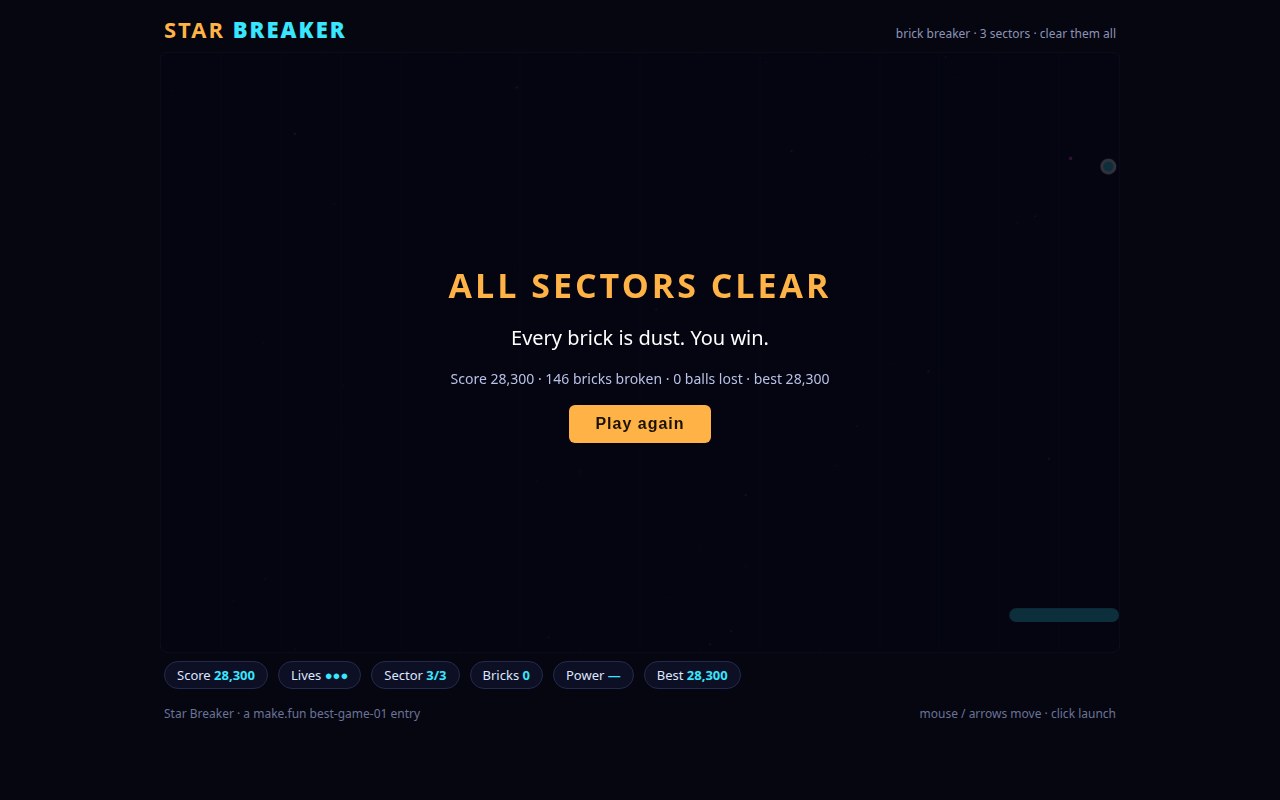 STAR BREAKER
brick breaker · 3 sectors · clear them all
ALL SECTORS CLEAR
Every brick is dust. You win.
Score 28,300 · 146 bricks broken · 0 balls lost · best 28,300
Play again
Score 28,300 Lives ●●● Sector 3/3 Bricks 0 Power — Best 28,300
Star Breaker · a make.fun best-game-01 entry
mouse / arrows move · click launch